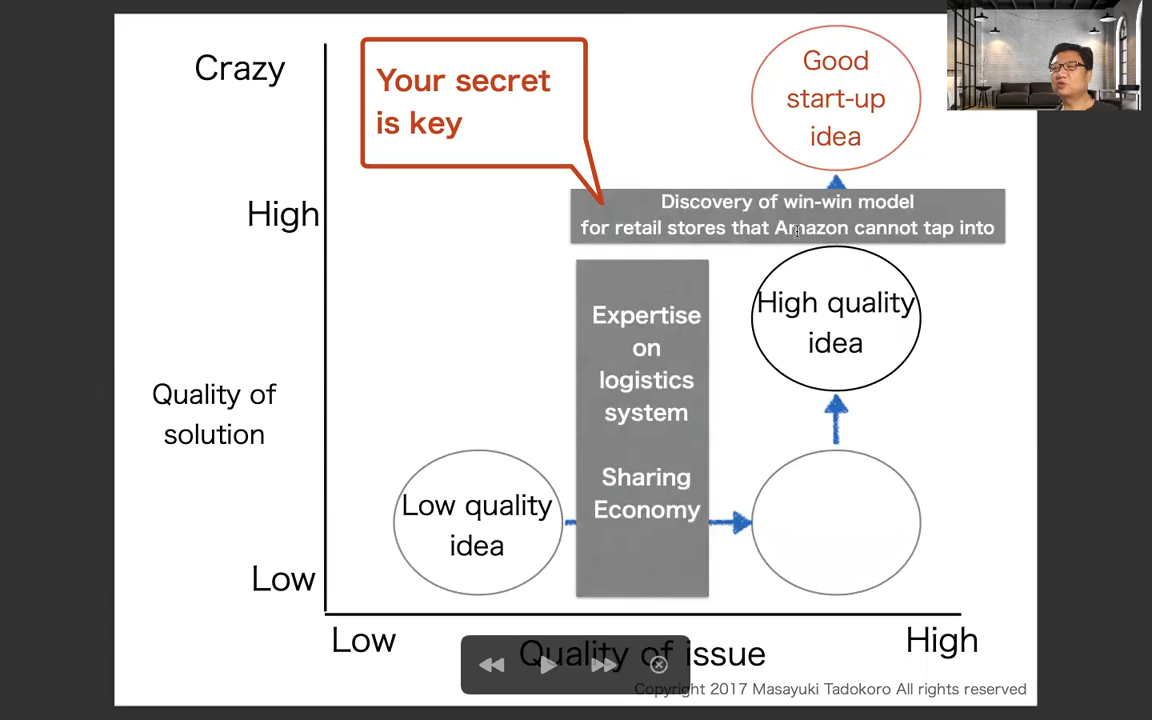 Crazy
Your secret
is key
Good
start-up
idea
High
Discovery of win-win model
for retail stores that Amazon cannot tap into
Expertise
on
logistics
system
Sharing
Economy
High quality
idea
Quality of
solution
Low quality
idea
Low
Low
High
Quality of issue
Copyright 2017 Masayuki Tadokoro All rights reserved